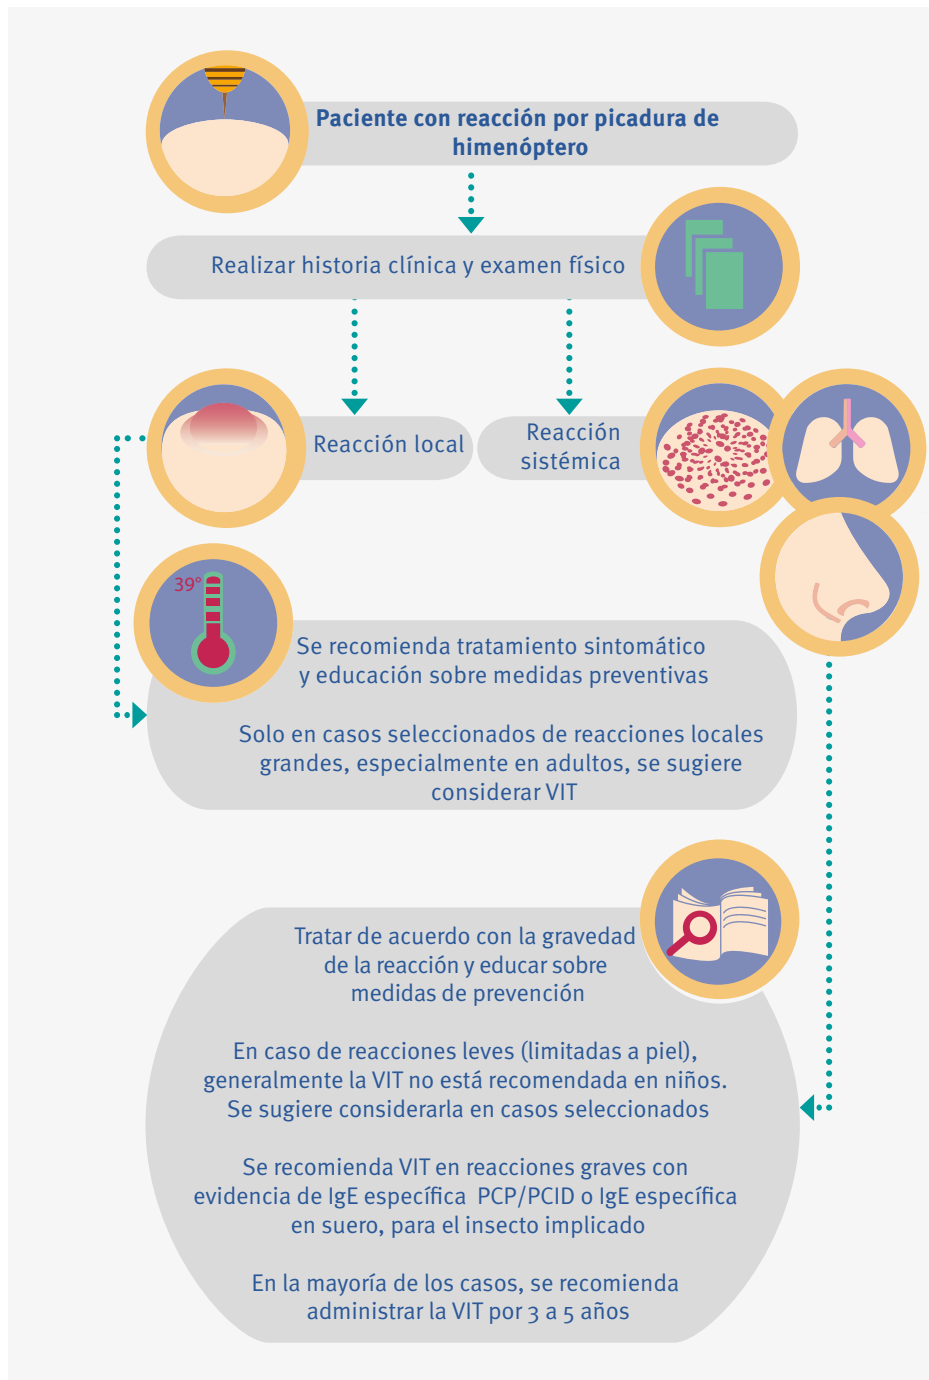 Paciente con reacción por picadura de
himenóptero
Realizar historia clínica y examen físico
Reacción local
Reacción
sistémica
39°
Se recomienda tratamiento sintomático
y educación sobre medidas preventivas
Solo en casos seleccionados de reacciones locales
grandes, especialmente en adultos, se sugiere
considerar VIT
Tratar de acuerdo con la gravedad
de la reacción y educar sobre
medidas de prevención
En caso de reacciones leves (limitadas a piel),
generalmente la VIT no está recomendada en niños.
Se sugiere considerarla en casos seleccionados
Se recomienda VIT en reacciones graves con
evidencia de IgE específica PCP/PCID o IgE específica
en suero, para el insecto implicado
En la mayoría de los casos, se recomienda
administrar la VIT por 3 a 5 años